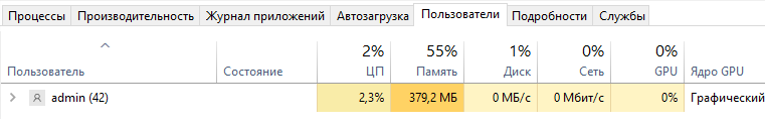 Процессы Производительность Журнал приложений Автозагрузка Пользователи Подробности Службы
2% 55% 1% 0% 0%
Пользователь Состояние ЦП Память Диск Сеть GPU Ядро GPU
admin (42) 2,3% 379,2 МБ 0 МБ/с 0 Мбит/с 0% Графический